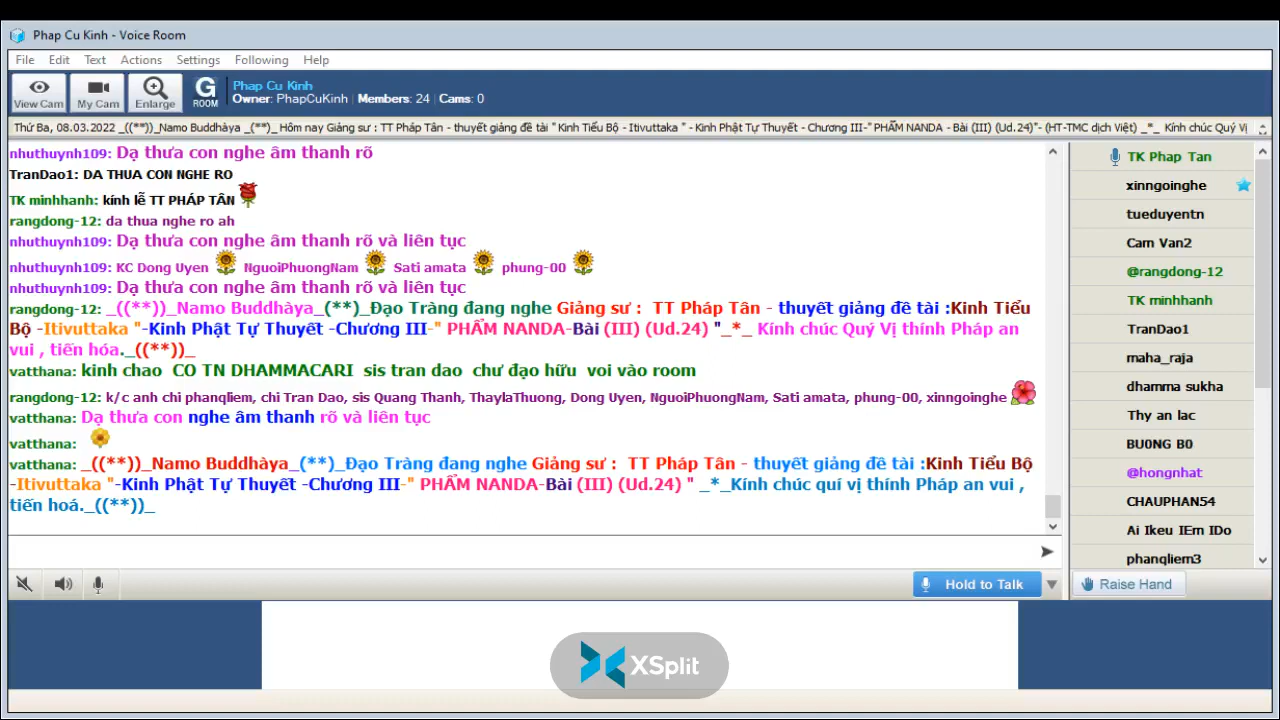 Phap Cu Kinh - Voice Room
File Edit Text Actions Settings Following Help
View Cam My Cam Enlarge G ROOM
Phap Cu Kinh
Owner: PhapCuKinh | Members: 24 | Cams: 0
Thứ Ba, 08.03.2022 _((**))_Namo Buddhàya _(**)_ Hôm nay Giảng sư : TT Pháp Tân - thuyết giảng đề tài " Kinh Tiểu Bộ - Itivuttaka " - Kinh Phật Tự Thuyết - Chương III-" PHẨM NANDA - Bài (III) (Ud.24)"- (HT-TMC dịch Việt) _*_ Kính chúc Quý Vị
nhuthuynh109: Dạ thưa con nghe âm thanh rõ
TranDao1: DA THUA CON NGHE RO
TK minhhanh: kính lễ TT PHÁP TÂN
rangdong-12: da thua nghe ro ah
nhuthuynh109: Dạ thưa con nghe âm thanh rõ và liên tục
nhuthuynh109: KC Dong Uyen NguoiPhuongNam Sati amata phung-00
nhuthuynh109: Dạ thưa con nghe âm thanh rõ và liên tục
rangdong-12: _((**))_Namo Buddhàya_(**)_Đạo Tràng đang nghe Giảng sư : TT Pháp Tân - thuyết giảng đề tài :Kinh Tiểu
Bộ -Itivuttaka "-Kinh Phật Tự Thuyết -Chương III-" PHẨM NANDA-Bài (III) (Ud.24) "_*_ Kính chúc Quý Vị thính Pháp an
vui , tiến hóa._((**))_
vatthana: kinh chao CO TN DHAMMACARI sis tran dao chư đạo hữu voi vào room
rangdong-12: k/c anh chi phanqliem, chi Tran Dao, sis Quang Thanh, ThaylaThuong, Dong Uyen, NguoiPhuongNam, Sati amata, phung-00, xinngoinghe
vatthana: Dạ thưa con nghe âm thanh rõ và liên tục
vatthana:
vatthana: _((**))_Namo Buddhàya_(**)_Đạo Tràng đang nghe Giảng sư : TT Pháp Tân - thuyết giảng đề tài :Kinh Tiểu Bộ
-Itivuttaka "-Kinh Phật Tự Thuyết -Chương III-" PHẨM NANDA-Bài (III) (Ud.24) " _*_Kính chúc quí vị thính Pháp an vui ,
tiến hoá._((**))_
TK Phap Tan
xinngoinghe
tueduyentn
Cam Van2
@rangdong-12
TK minhhanh
TranDao1
maha_raja
dhamma sukha
Thy an lac
BU0NG B0
@hongnhat
CHAUPHAN54
Ai Ikeu IEm IDo
phanqliem3
Hold to Talk
Raise Hand
XSplit